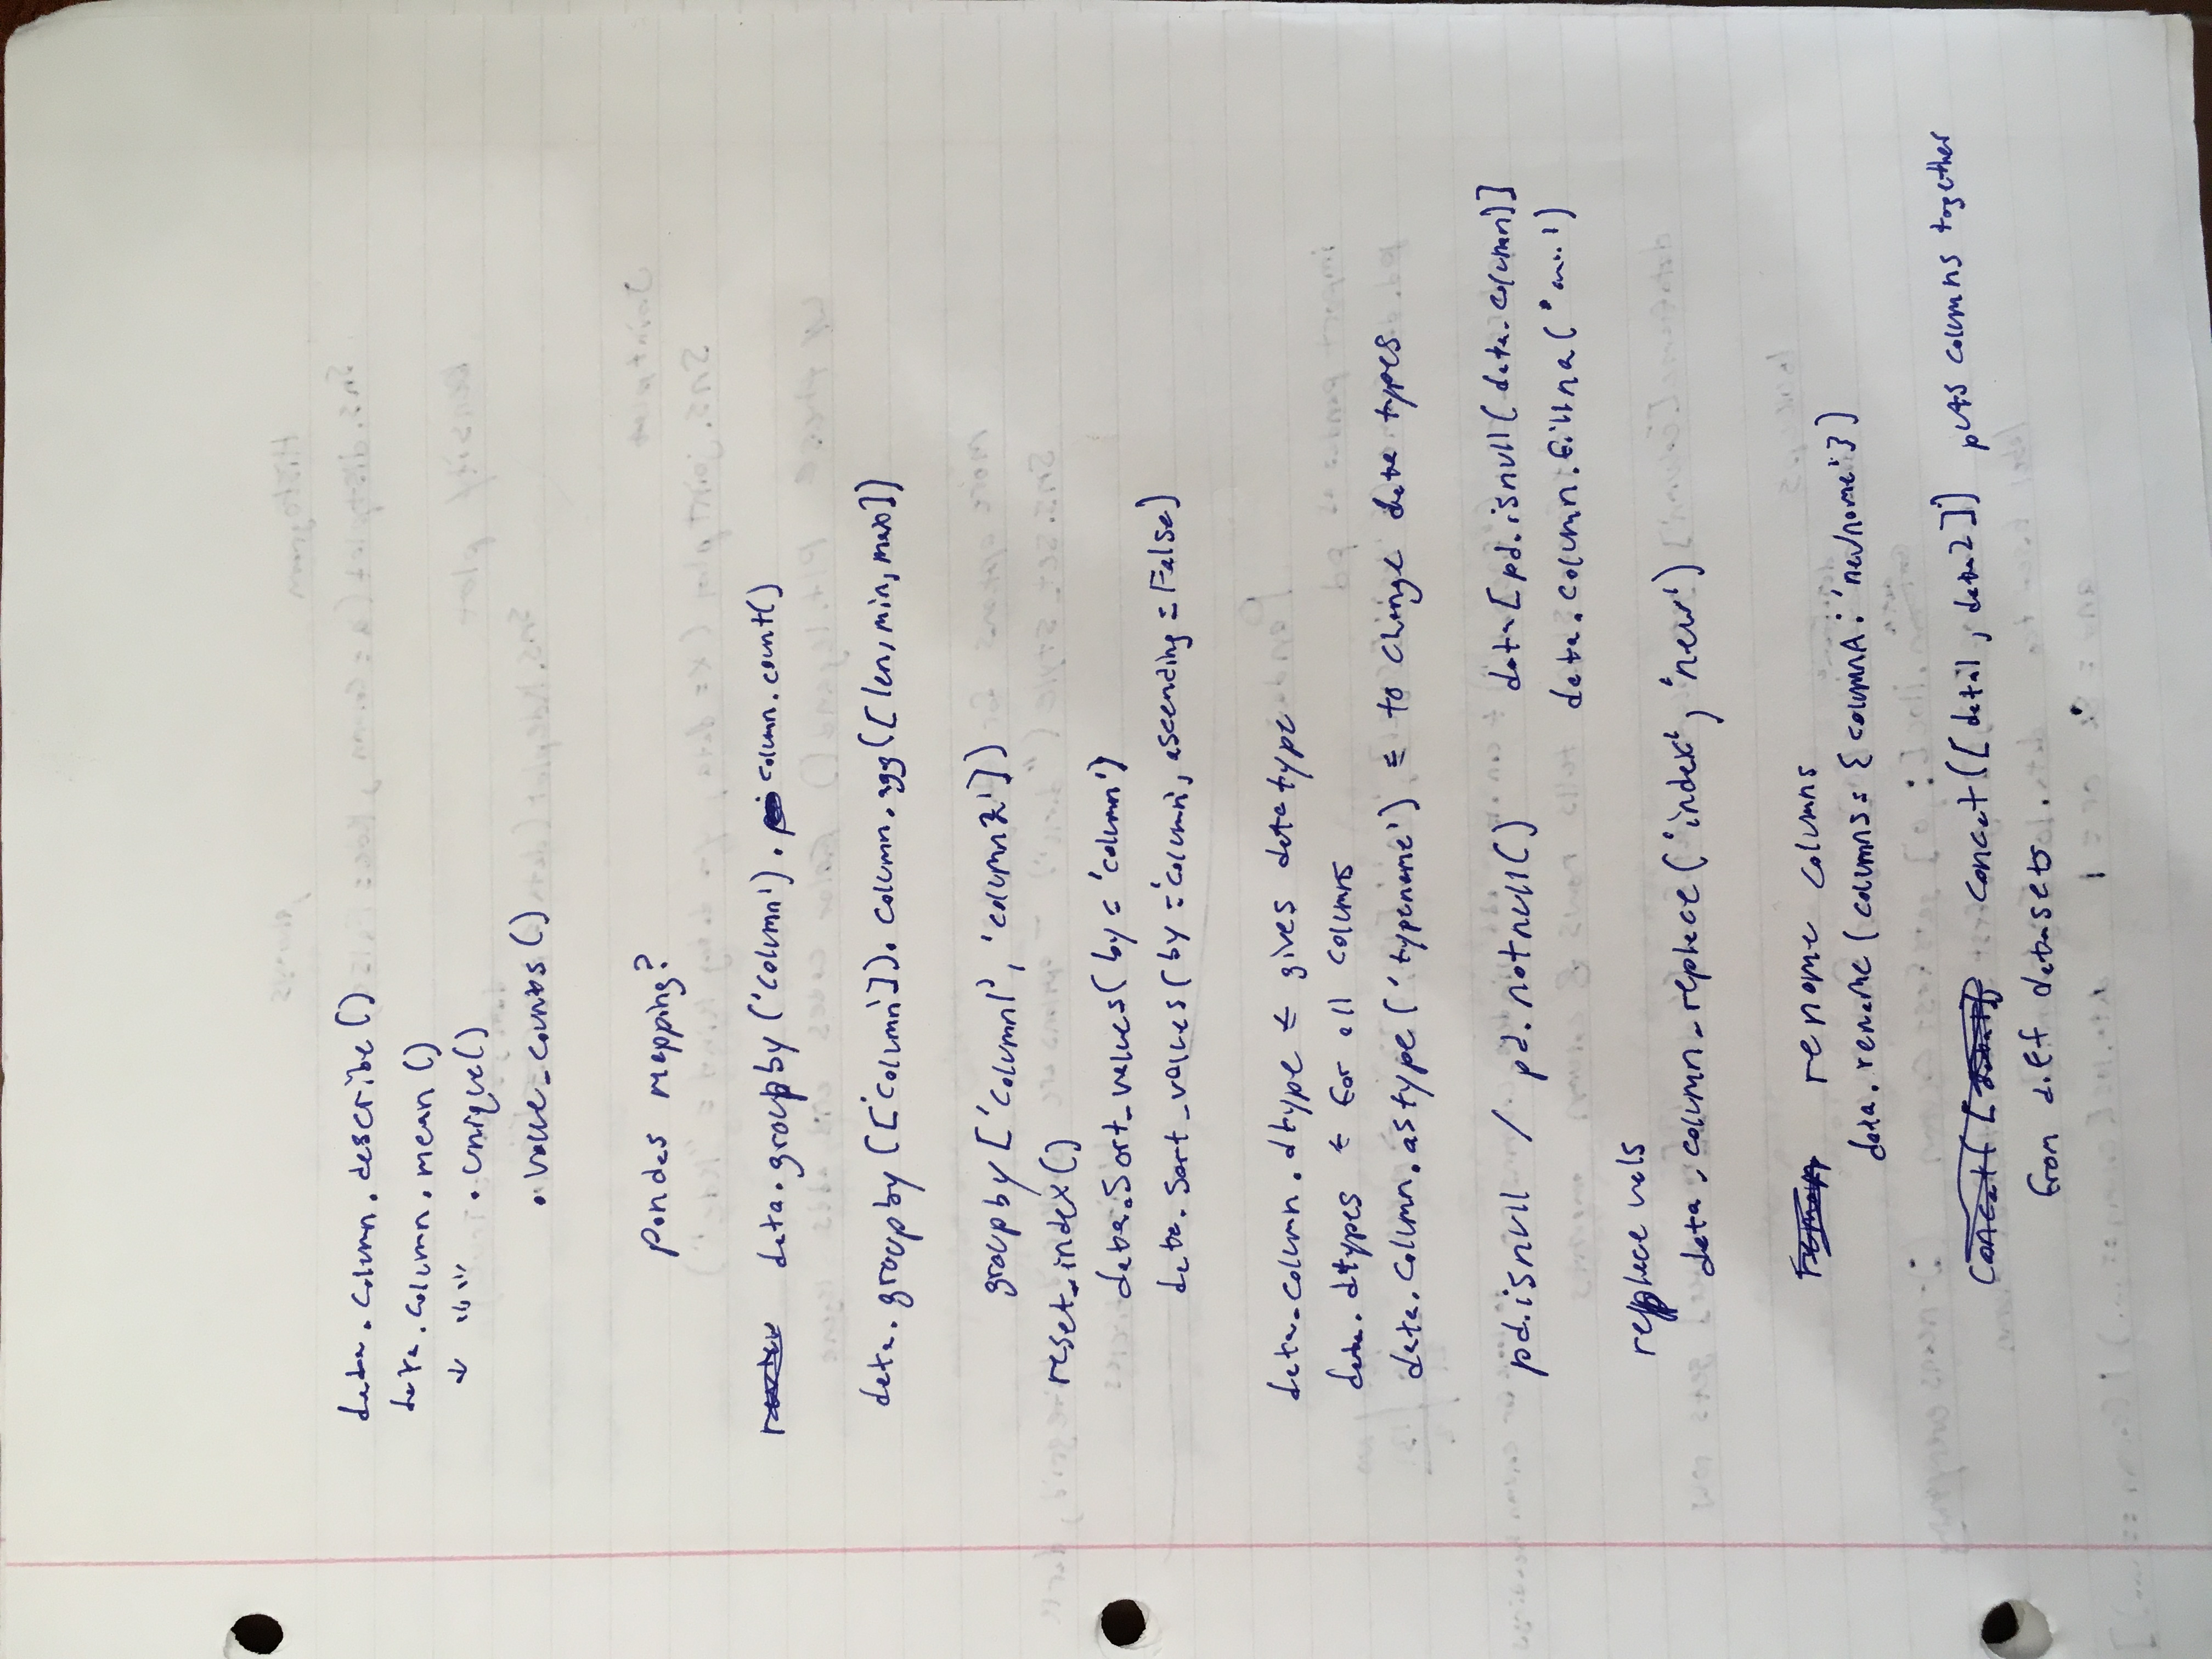 data.column.describe()
data.column.mean()
↓ "" "" .unique()
.value_counts()
Pandas mapping?
review data.groupby('column').column.count()
data.groupby(['column']).column.agg([len, min, max])
groupby['column1', 'column2'])
reset_index()
data.sort_values(by = 'column')
data.sort_values(by = 'column', ascending = False)
data.column.dtype ← gives datatype
data.dtypes ← for all columns
data.column.astype('typename') ← to change data types
pd.isnull / pd.notnull() data[pd.isnull(data.column)]
data.column.fillna('
replace vals
data.column.replace('index', 'new')
rename columns
data.rename(columns = {columnA: 'newname'})
concat([ concat([data1, data2]) puts columns together
from diff datasets.